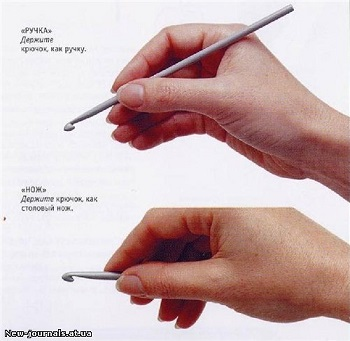 «РУЧКА»
Держите
крючок, как ручку.
«НОЖ»
Держите крючок, как
столовый нож.
New-journals.at.ua